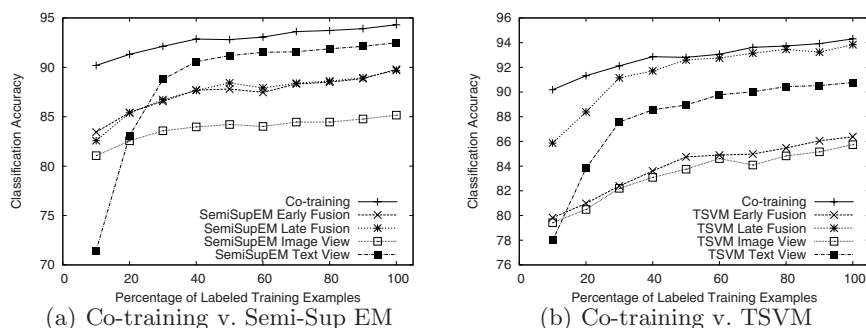 Classification Accuracy
95
90
85
80
75
70
0 20 40 60 80 100
Percentage of Labeled Training Examples
Co-training
SemiSupEM Early Fusion
SemiSupEM Late Fusion
SemiSupEM Image View
SemiSupEM Text View
(a) Co-training v. Semi-Sup EM
Classification Accuracy
96
94
92
90
88
86
84
82
80
78
76
0 20 40 60 80 100
Percentage of Labeled Training Examples
Co-training
TSVM Early Fusion
TSVM Late Fusion
TSVM Image View
TSVM Text View
(b) Co-training v. TSVM